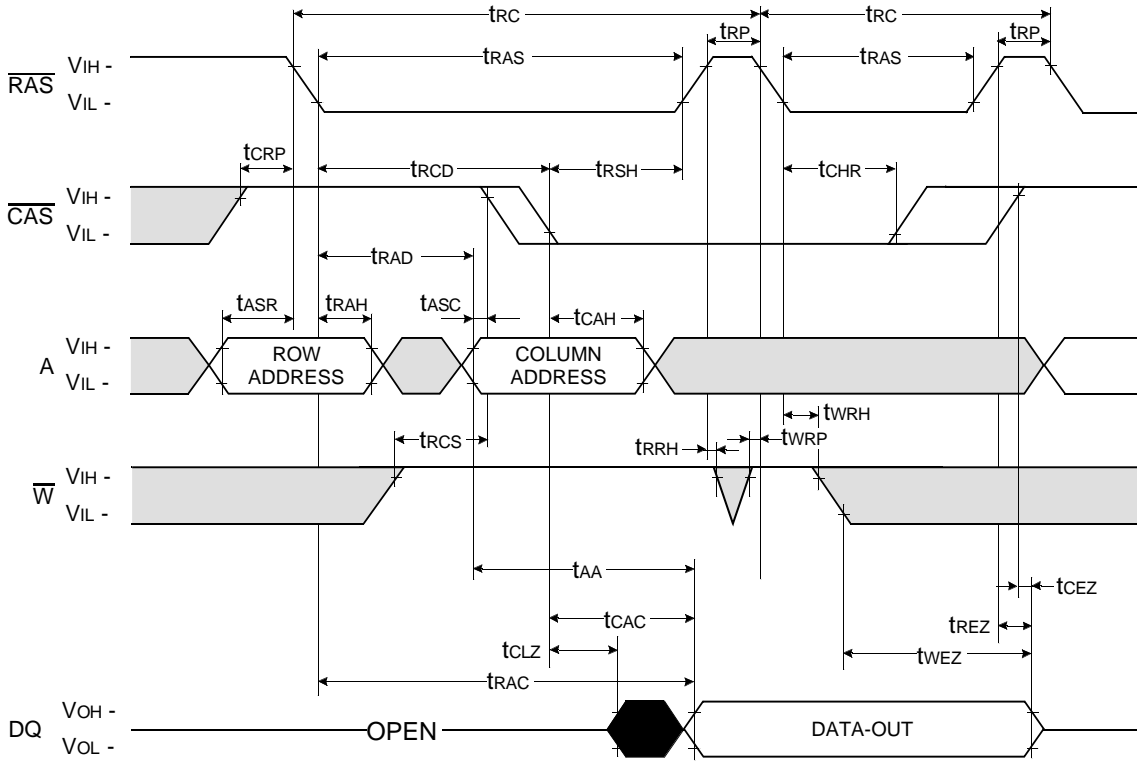 tRC tRC
tRP tRP
tRAS tRAS
RAS VIH -
VIL -
tCRP tRCD tRSH tCHR
CAS VIH -
VIL -
tRAD
tASR tRAH tASC tCAH
A VIH -
VIL -
ROW
ADDRESS
COLUMN
ADDRESS
tWRH
tRCS tRRH tWRP
W VIH -
VIL -
tAA
tCEZ
tCAC
tREZ
tCLZ
tWEZ
tRAC
DQ VOH -
VOL -
OPEN
DATA-OUT